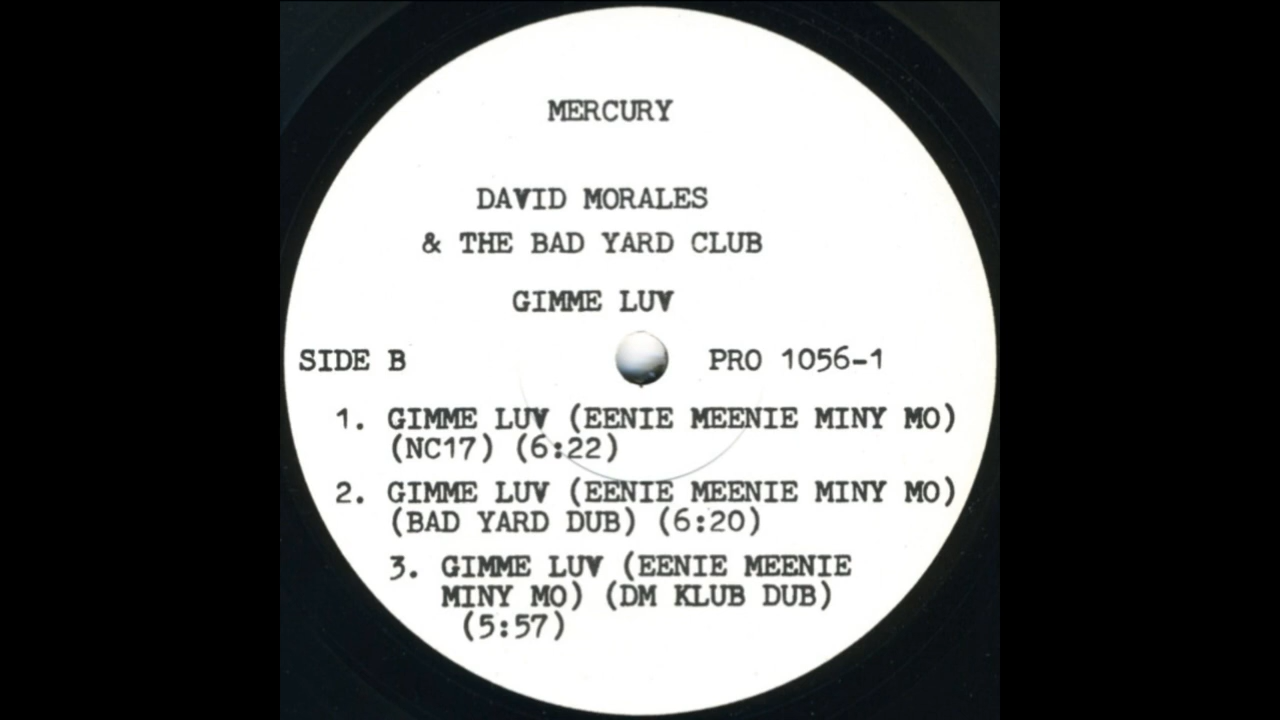 MERCURY
DAVID MORALES
& THE BAD YARD CLUB
GIMME LUV
SIDE B
PRO 1056-1
1. GIMME LUV (EENIE MEENIE MINY MO)
(NC17) (6:22)
2. GIMME LUV (EENIE MEENIE MINY MO)
(BAD YARD DUB) (6:20)
3. GIMME LUV (EENIE MEENIE
MINY MO) (DM KLUB DUB)
(5:57)